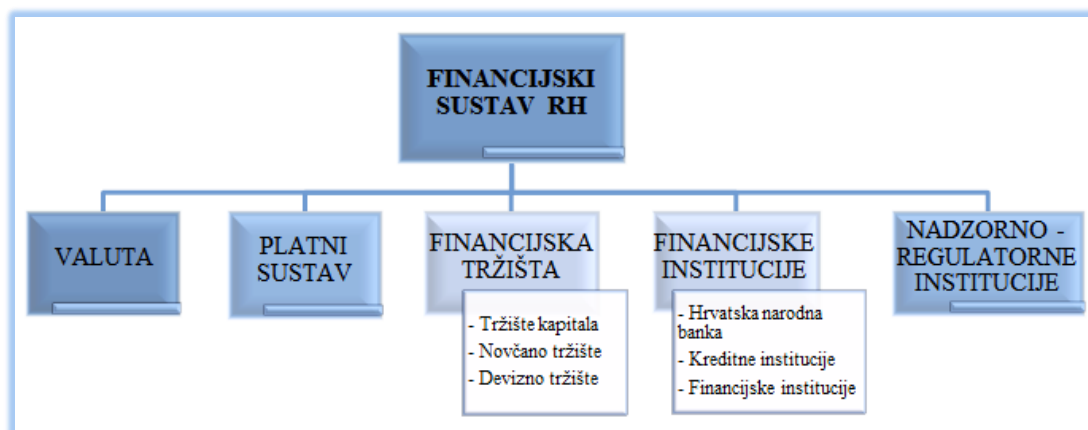 FINANCIJSKI
SUSTAV RH
VALUTA
PLATNI
SUSTAV
FINANCIJSKA
TRŽIŠTA
- Tržište kapitala
- Novčano tržište
- Devizno tržište
FINANCIJSKE
INSTITUCIJE
- Hrvatska narodna
banka
- Kreditne institucije
- Financijske institucije
NADZORNO -
REGULATORNE
INSTITUCIJE